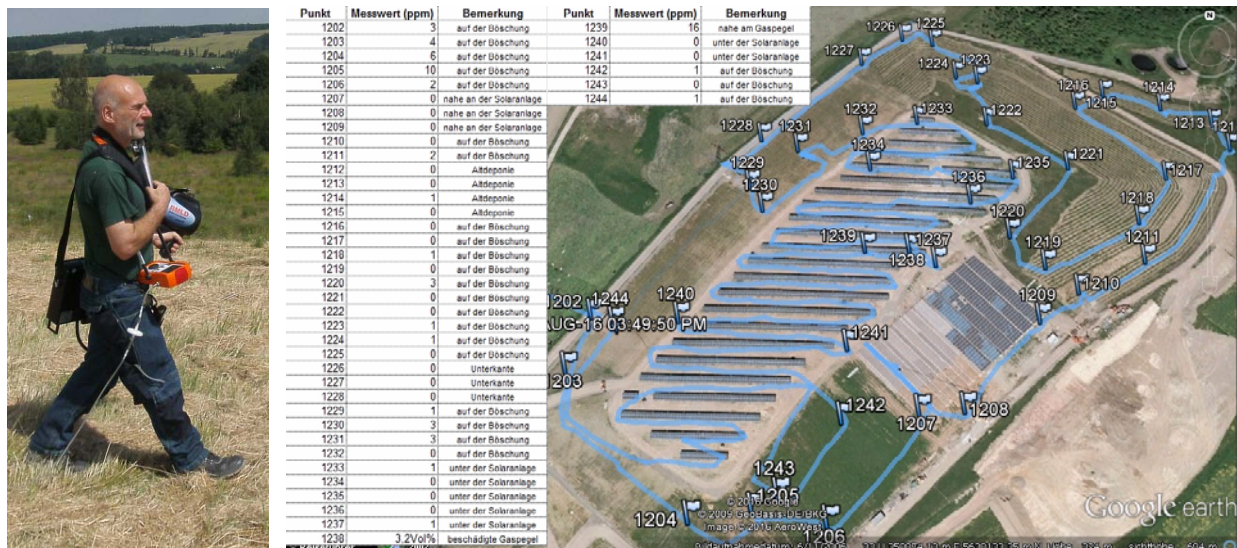 Punkt Messwert (ppm) Bemerkung
1202 3 auf der Böschung
1203 4 auf der Böschung
1204 6 auf der Böschung
1205 10 auf der Böschung
1206 2 auf der Böschung
1207 0 nahe an der Solaranlage
1208 0 nahe an der Solaranlage
1209 0 nahe an der Solaranlage
1210 0 auf der Böschung
1211 2 auf der Böschung
1212 0 Altdeponie
1213 0 Altdeponie
1214 1 Altdeponie
1215 0 Altdeponie
1216 0 auf der Böschung
1217 0 auf der Böschung
1218 1 auf der Böschung
1219 0 auf der Böschung
1220 3 auf der Böschung
1221 0 auf der Böschung
1222 0 auf der Böschung
1223 1 auf der Böschung
1224 1 auf der Böschung
1225 0 auf der Böschung
1226 0 Unterkante
1227 0 Unterkante
1228 0 Unterkante
1229 1 auf der Böschung
1230 3 auf der Böschung
1231 3 auf der Böschung
1232 0 auf der Böschung
1233 1 unter der Solaranlage
1234 0 unter der Solaranlage
1235 0 unter der Solaranlage
1236 0 unter der Solaranlage
1237 1 unter der Solaranlage
1238 3,2Vol% beschädigte Gaspegel
Punkt Messwert (ppm) Bemerkung
1239 16 nahe am Gaspegel
1240 0 unter der Solaranlage
1241 0 unter der Solaranlage
1242 1 auf der Böschung
1243 0 auf der Böschung
1244 1 auf der Böschung
1226
1225
1227
1224
1223
1216
1215
1214
1213
1222
1233
1232
1228
1231
1234
1221
1235
1217
1229
1230
1236
1218
1220
1239
1237
1238
1219
1211
1210
1202
1244
1240
1209
AUG-16 03:49:50 PM
1241
1203
1242
1207
1208
1243
1205
1204
1206
© 2016 Google
© 2009 GeoBasis-DE/BKG
Image © 2016 AeroWest
Google earth
N